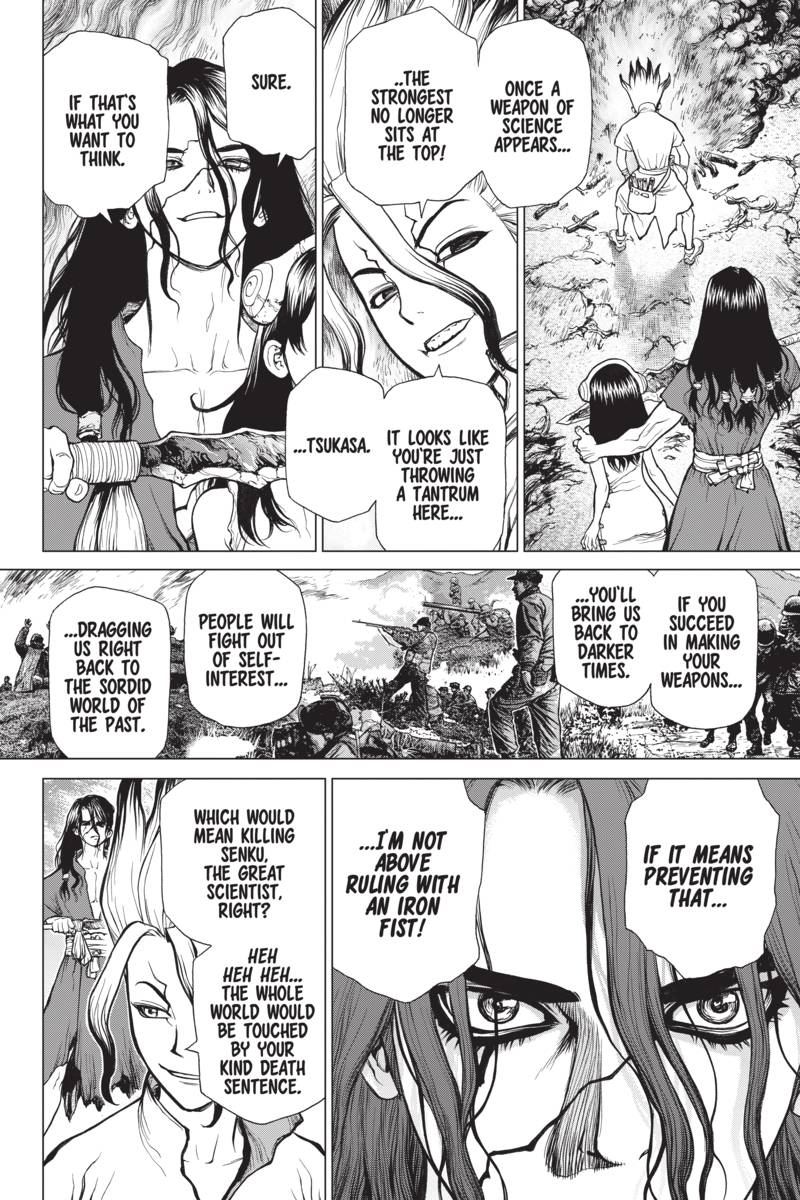 ONCE A
WEAPON OF
SCIENCE
APPEARS...
...THE
STRONGEST
NO LONGER
SITS AT
THE TOP!
IT LOOKS LIKE
YOU'RE JUST
THROWING
A TANTRUM
HERE...
...TSUKASA.
SURE.
IF THAT'S
WHAT YOU
WANT TO
THINK.
IF YOU
SUCCEED
IN MAKING
YOUR
WEAPONS...
...YOU'LL
BRING US
BACK TO
DARKER
TIMES.
PEOPLE WILL
FIGHT OUT
OF SELF-
INTEREST...
...DRAGGING
US RIGHT
BACK TO
THE SORDID
WORLD OF
THE PAST.
IF IT MEANS
PREVENTING
THAT...
...I'M NOT
ABOVE
RULING WITH
AN IRON
FIST!
WHICH WOULD
MEAN KILLING
SENKU,
THE GREAT
SCIENTIST,
RIGHT?
HEH
HEH HEH...
THE WHOLE
WORLD WOULD
BE TOUCHED
BY YOUR
KIND DEATH
SENTENCE.